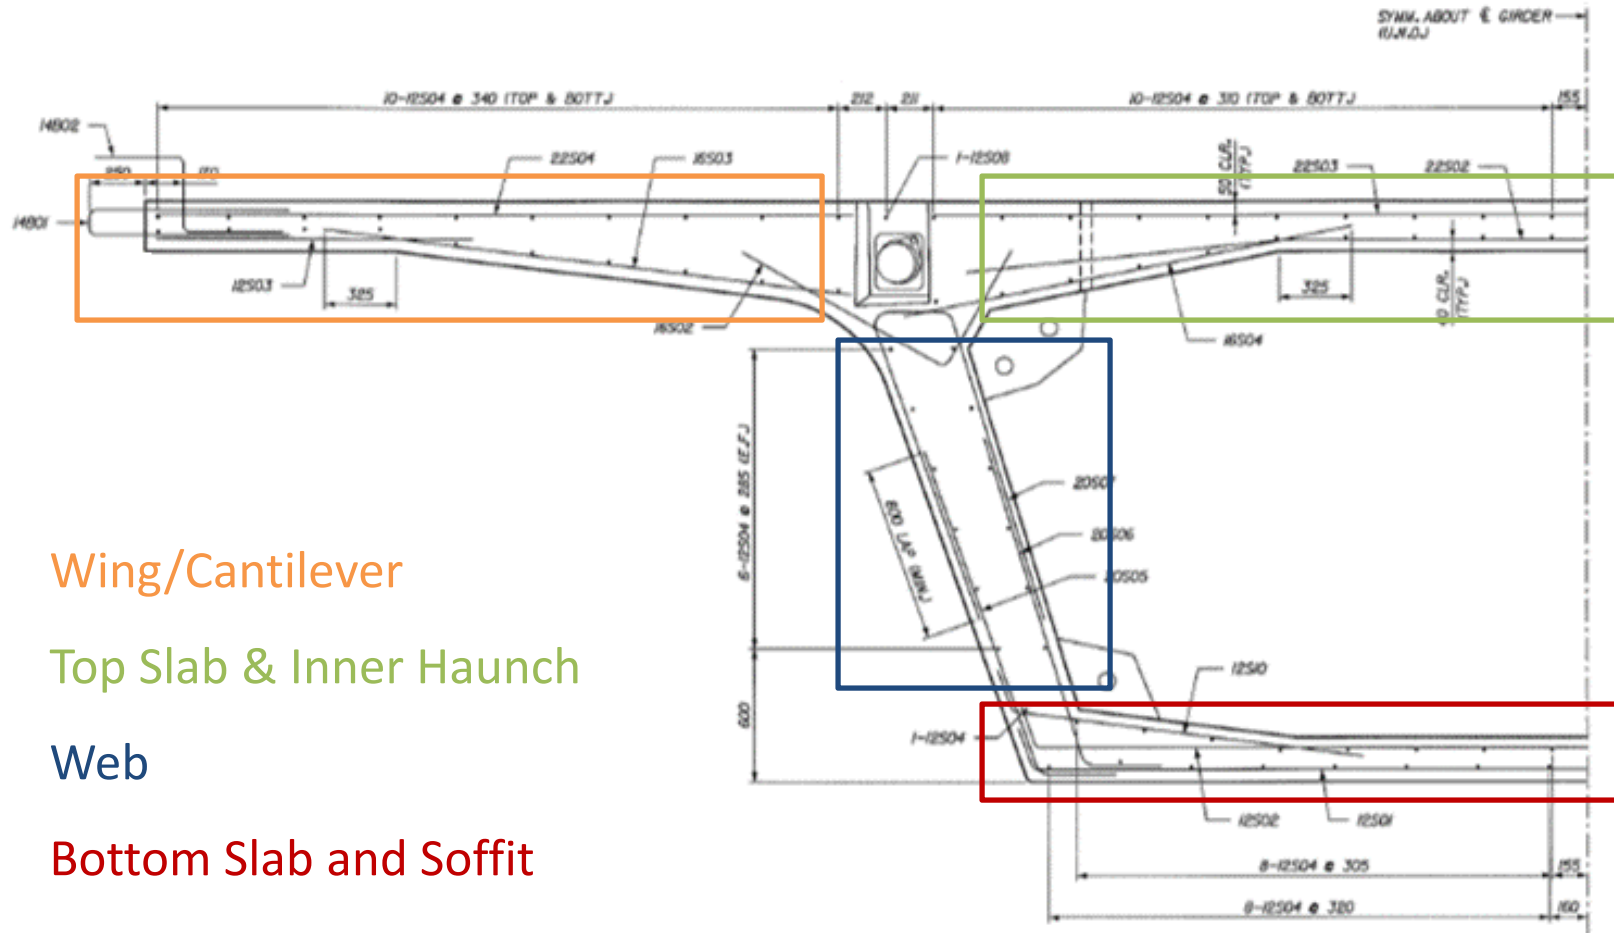 SYMM. ABOUT ℄ GIRDER
(U.N.O.)
10-12S04 @ 340 (TOP & BOTT.)
212
211
10-12S04 @ 310 (TOP & BOTT.)
155
14B02
22S04
16S03
1-12S08
50 CLR.
(TYP.)
22S03
22S02
250
14B01
12S03
325
16S02
325
CLR.
(TYP.)
16S04
6-12S04 @ 285 (E.F.)
800 LAP (MIN.)
20S07
20S06
20S05
Wing/Cantilever
Top Slab & Inner Haunch
Web
Bottom Slab and Soffit
600
12S10
1-12S04
12S02
12S01
8-12S04 @ 305
155
8-12S04 @ 320
160